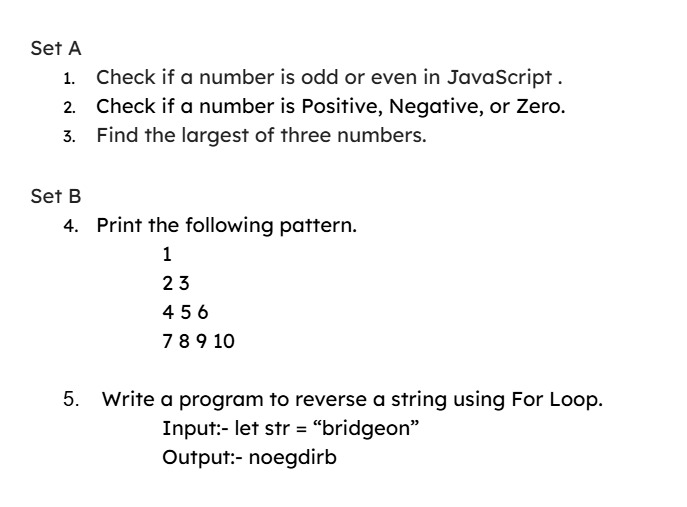 Set A
1. Check if a number is odd or even in JavaScript .
2. Check if a number is Positive, Negative, or Zero.
3. Find the largest of three numbers.
Set B
4. Print the following pattern.
1
2 3
4 5 6
7 8 9 10
5. Write a program to reverse a string using For Loop.
Input:- let str = “bridgeon”
Output:- noegdirb